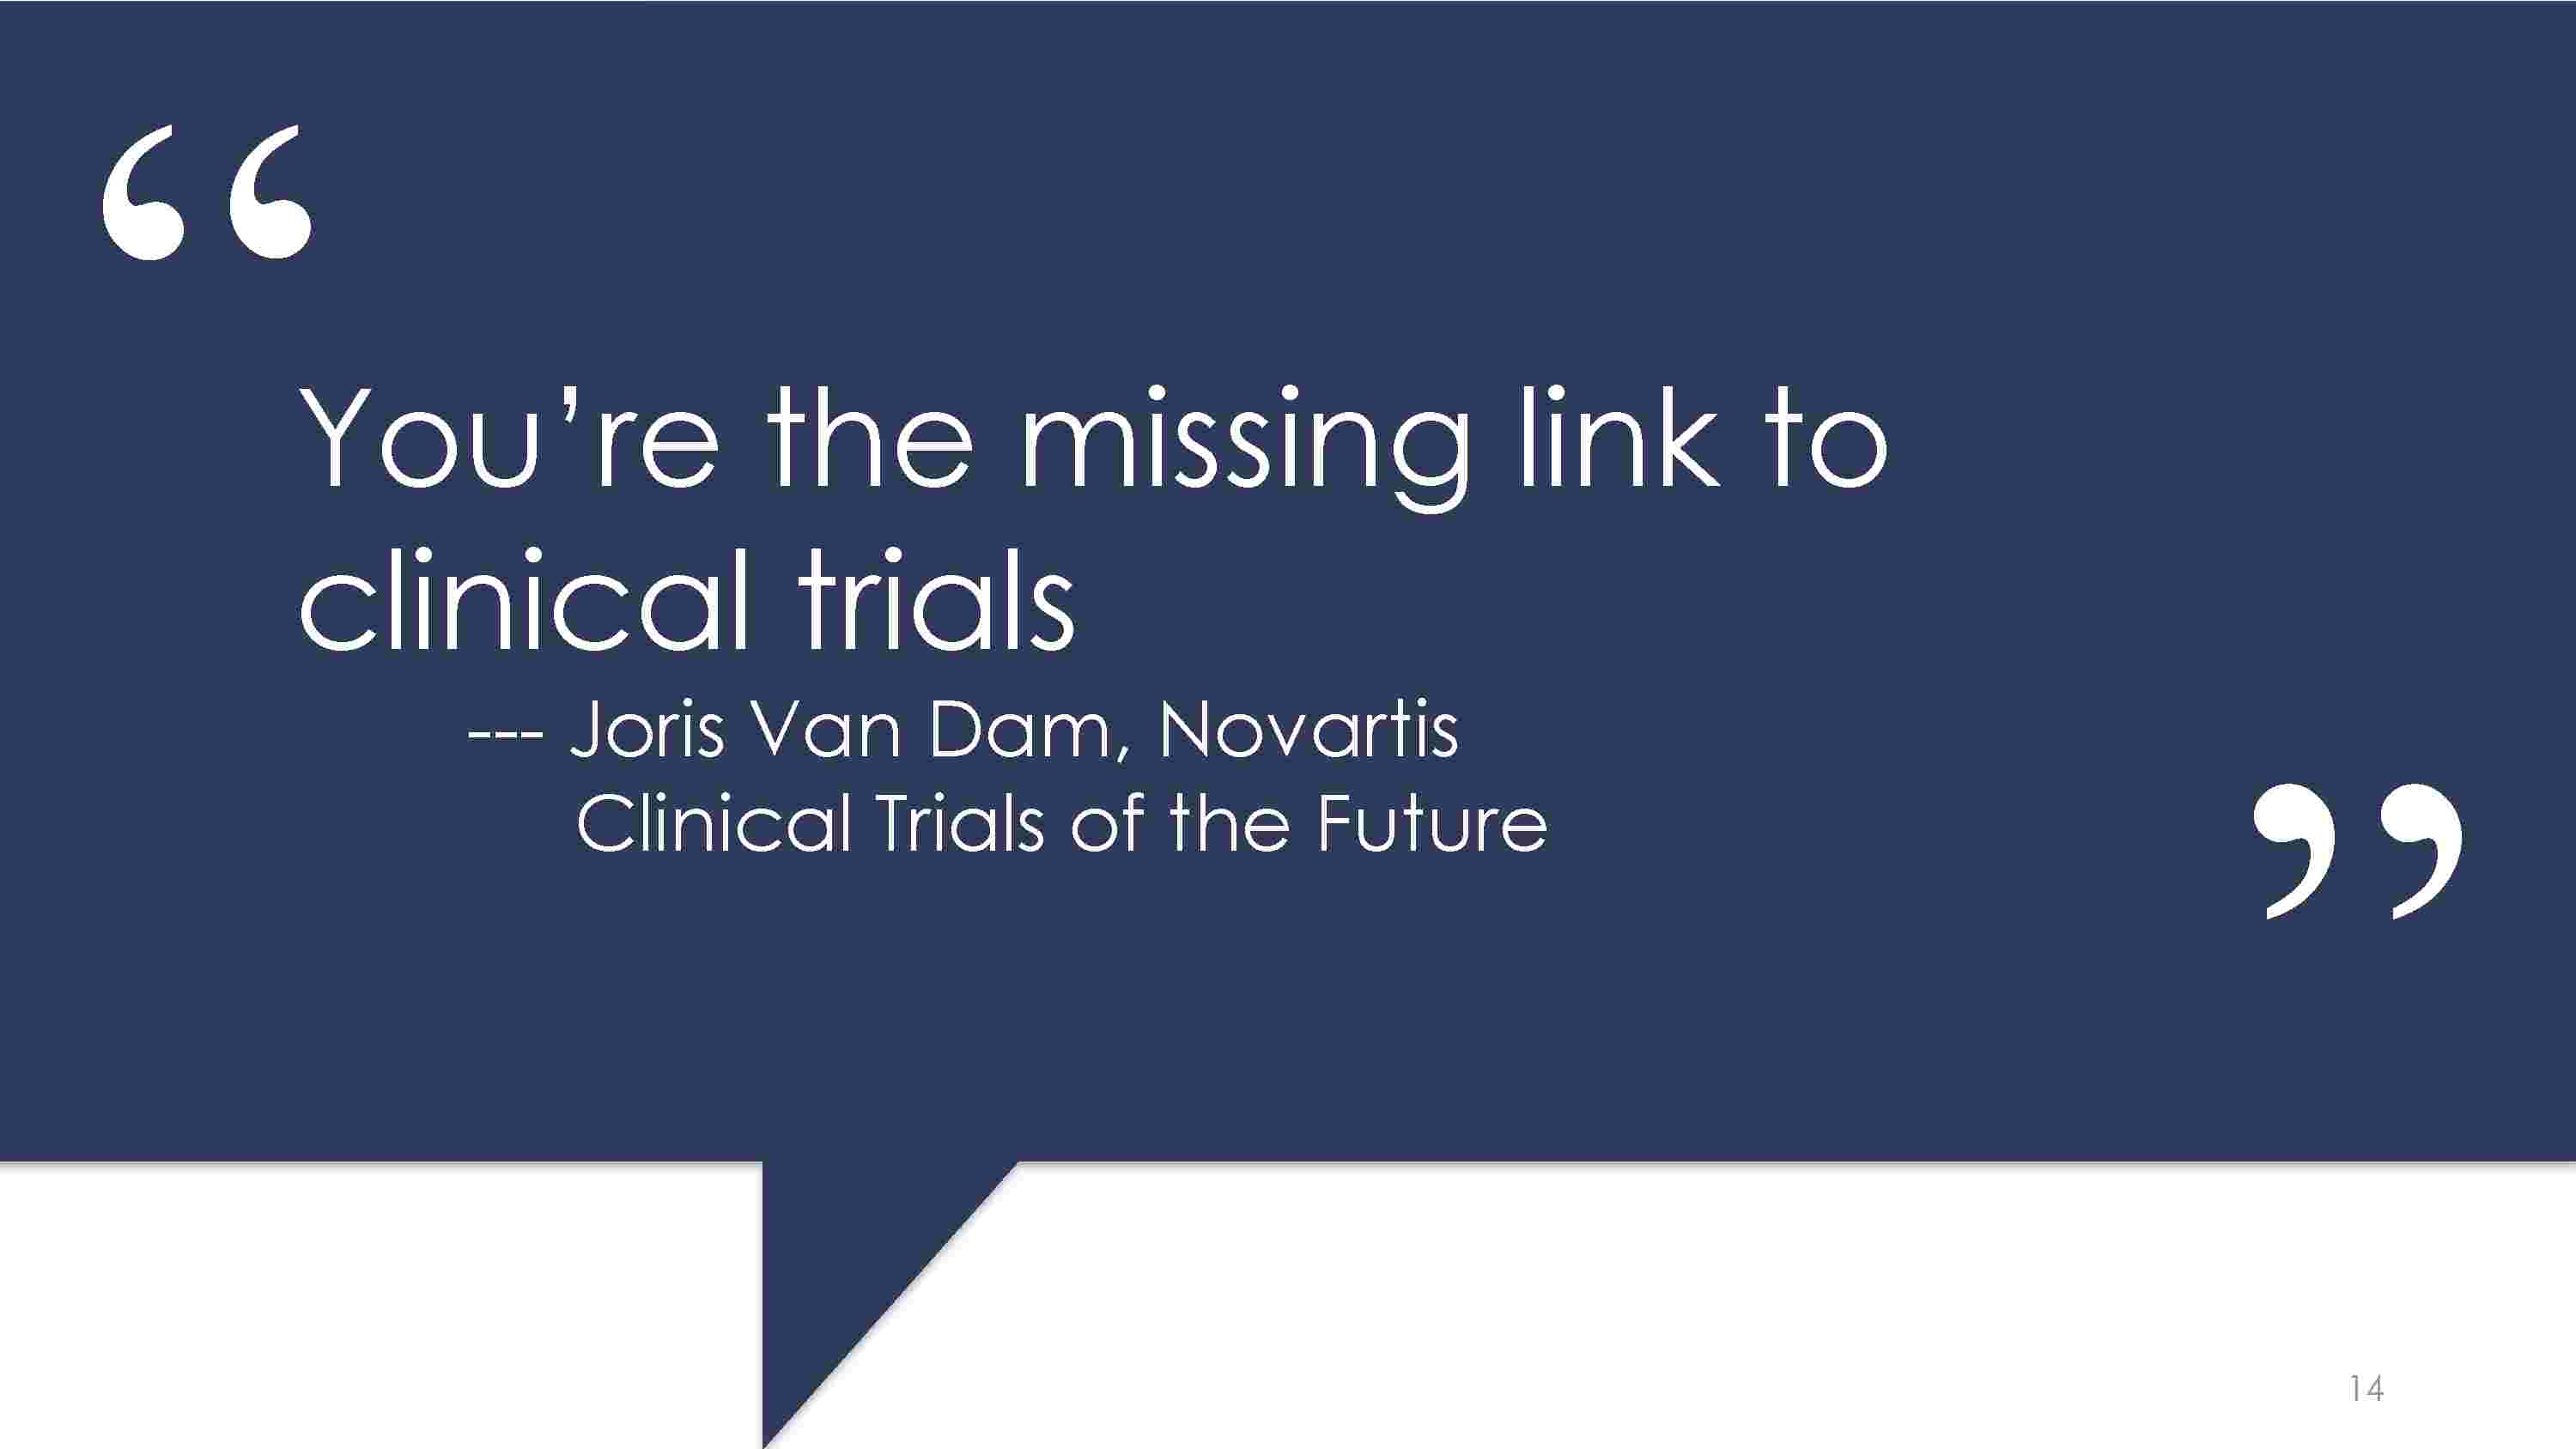 “
You’re the missing link to
clinical trials
--- Joris Van Dam, Novartis
Clinical Trials of the Future
”
14